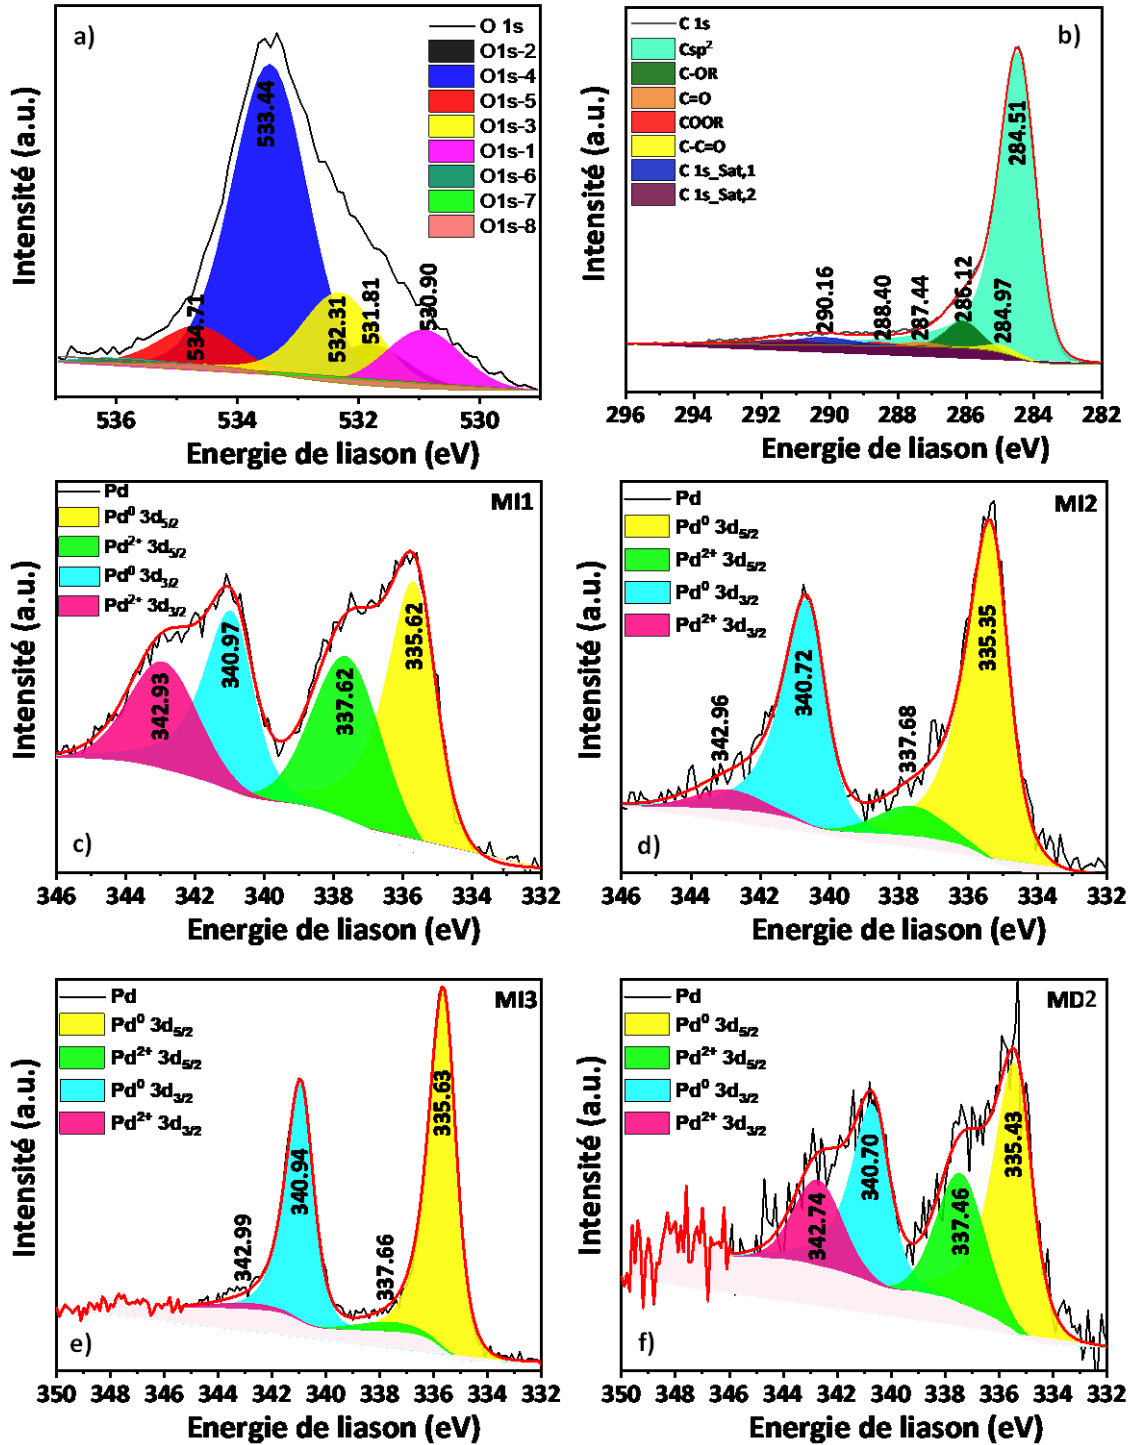 a)
O 1s
O1s-2
O1s-4
O1s-5
O1s-3
O1s-1
O1s-6
O1s-7
O1s-8
533.44
534.71
532.31
531.81
530.90
Intensité (a.u.)
536 534 532 530
Energie de liason (eV)
b)
C 1s
Csp²
C-OR
C=O
COOR
C-C=O
C 1s_Sat,1
C 1s_Sat,2
284.51
290.16
288.40
287.44
286.12
284.97
Intensité (a.u.)
296 294 292 290 288 286 284 282
Energie de liason (eV)
MI1
Pd
Pd⁰ 3d5/2
Pd²⁺ 3d5/2
Pd⁰ 3d3/2
Pd²⁺ 3d3/2
342.93
340.97
337.62
335.62
c)
Intensité (a.u.)
346 344 342 340 338 336 334 332
Energie de liason (eV)
MI2
Pd
Pd⁰ 3d5/2
Pd²⁺ 3d5/2
Pd⁰ 3d3/2
Pd²⁺ 3d3/2
342.96
340.72
337.68
335.35
d)
Intensité (a.u.)
346 344 342 340 338 336 334 332
Energie de liason (eV)
MI3
Pd
Pd⁰ 3d5/2
Pd²⁺ 3d5/2
Pd⁰ 3d3/2
Pd²⁺ 3d3/2
342.99
340.94
337.66
335.63
e)
Intensité (a.u.)
350 348 346 344 342 340 338 336 334 332
Energie de liason (eV)
MD2
Pd
Pd⁰ 3d5/2
Pd²⁺ 3d5/2
Pd⁰ 3d3/2
Pd²⁺ 3d3/2
342.74
340.70
337.46
335.43
f)
Intensité (a.u.)
350 348 346 344 342 340 338 336 334 332
Energie de liason (eV)